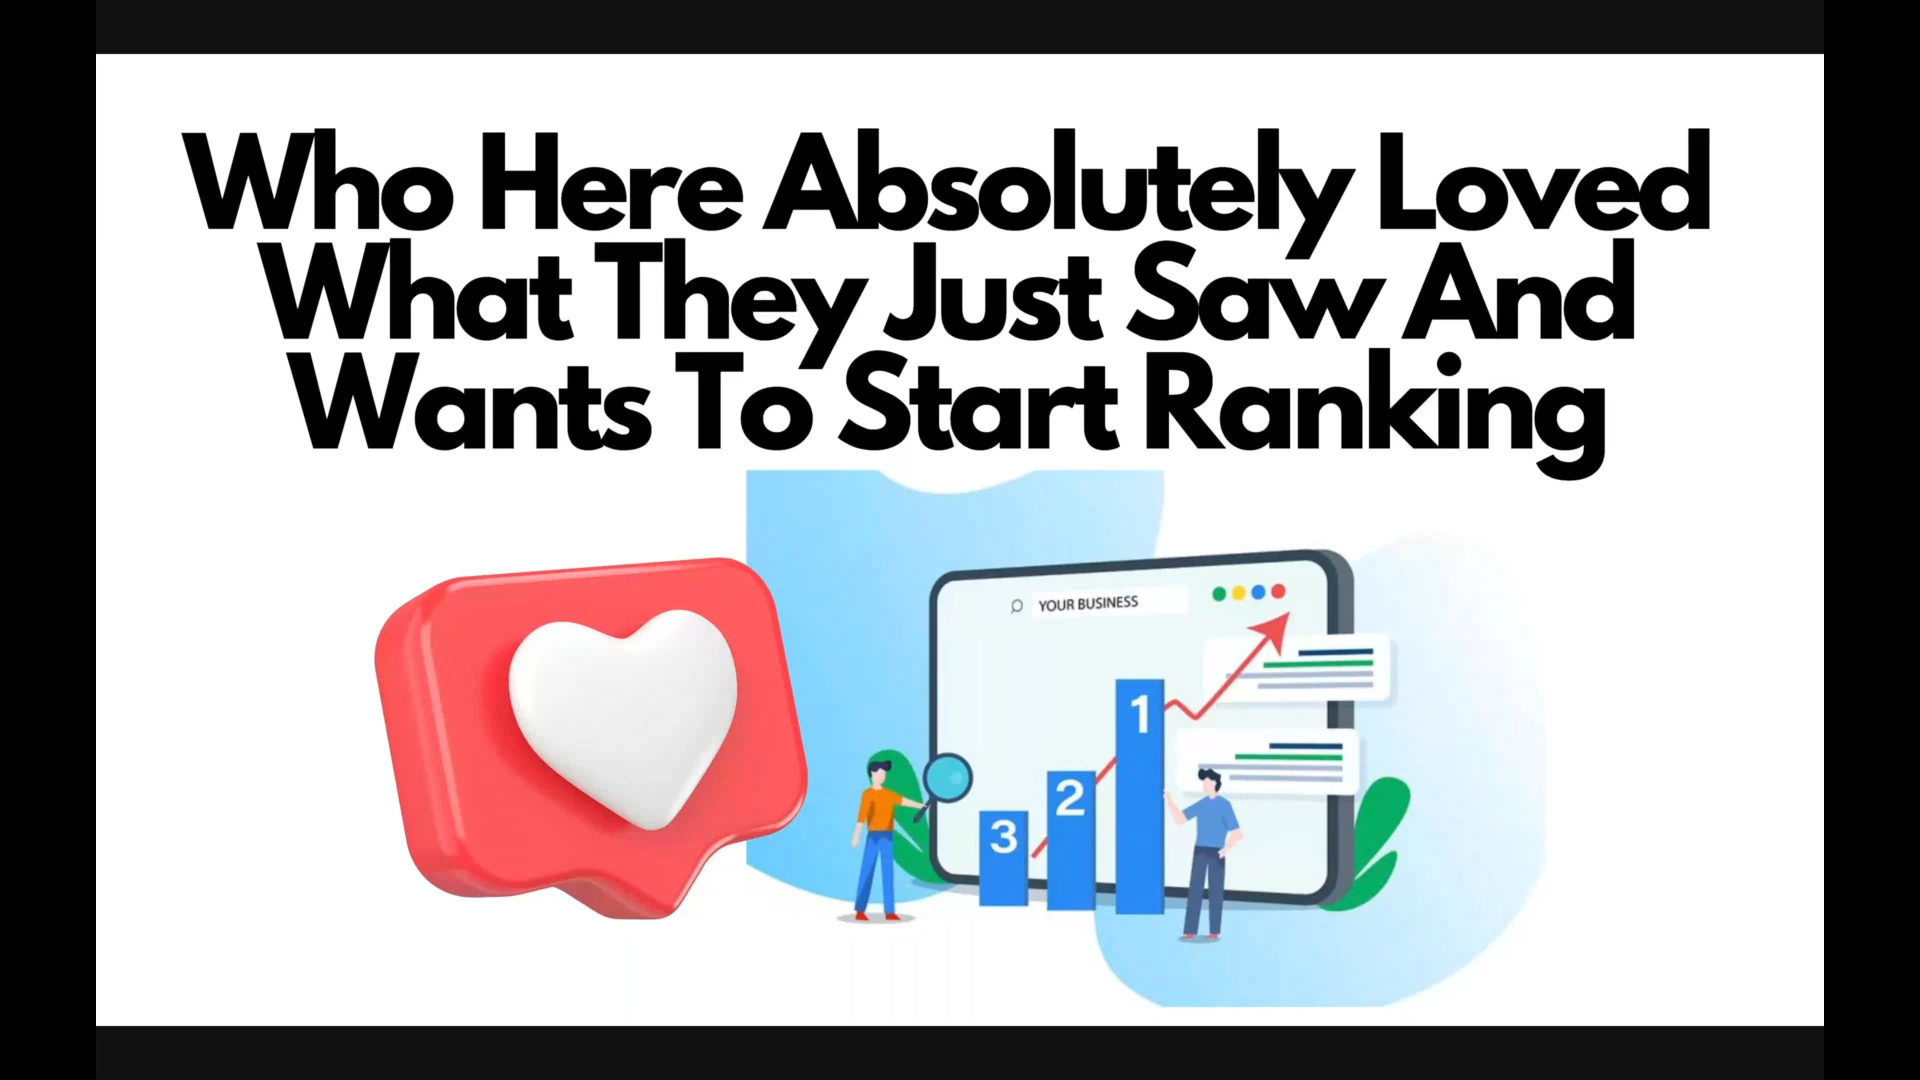 Who Here Absolutely Loved
What They Just Saw And
Wants To Start Ranking
YOUR BUSINESS
1
2
3